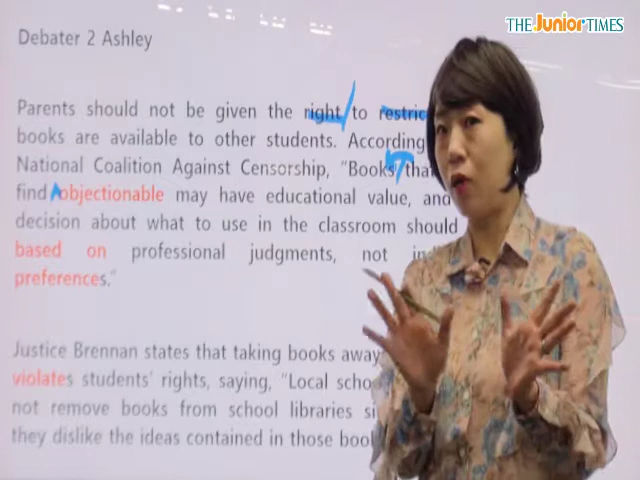 THE Junior TIMES
Debater 2 Ashley
Parents should not be given the right to restric
books are available to other students. According
National Coalition Against Censorship, "Books tha
find objectionable may have educational value, and
decision about what to use in the classroom should
based on professional judgments, not in
preferences."
Justice Brennan states that taking books away
violates students' rights, saying, "Local scho
not remove books from school libraries si
they dislike the ideas contained in those boo